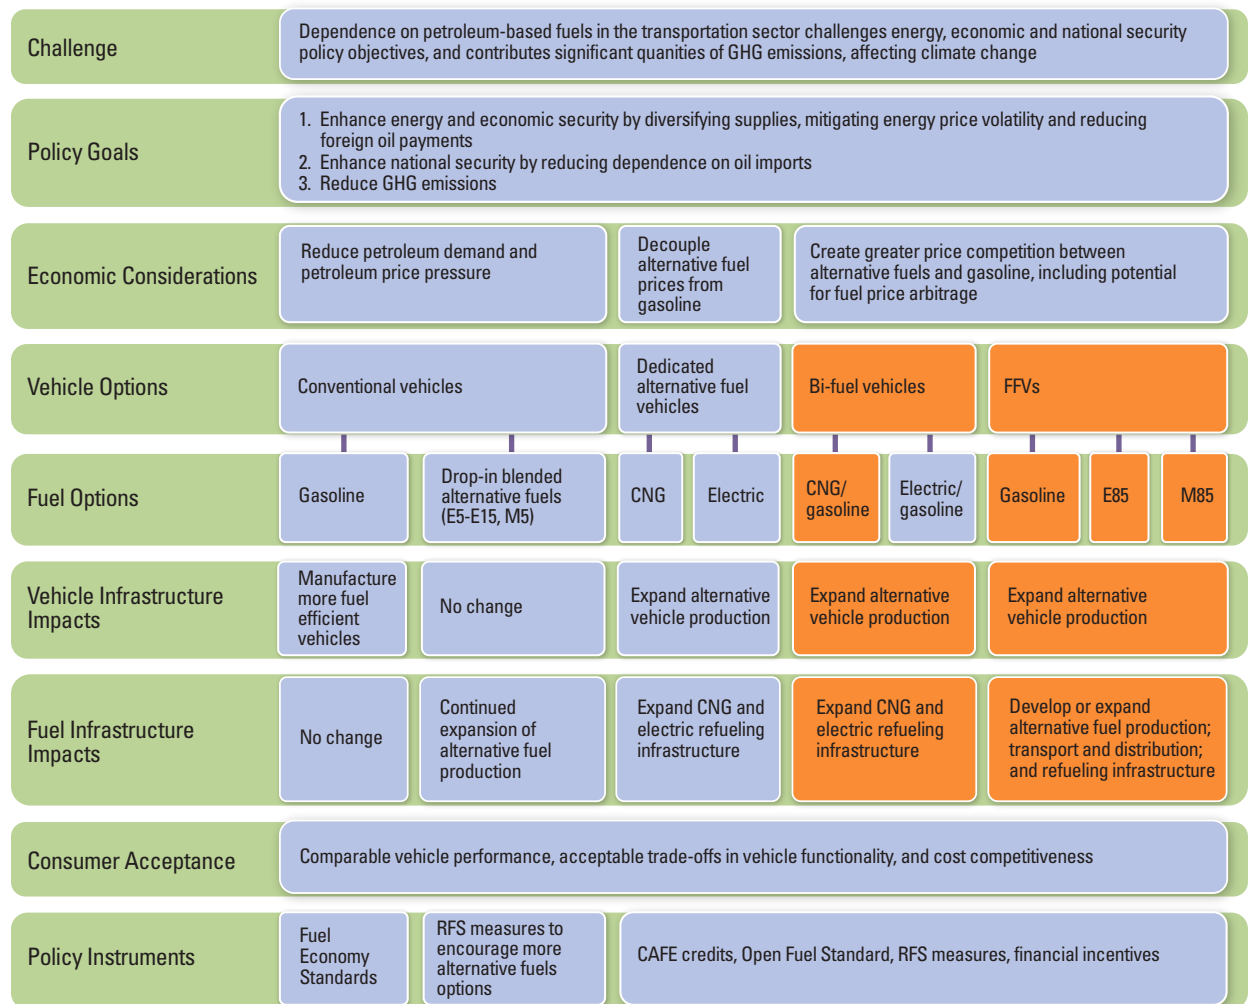 Challenge
Dependence on petroleum-based fuels in the transportation sector challenges energy, economic and national security
policy objectives, and contributes significant quanities of GHG emissions, affecting climate change
Policy Goals
1. Enhance energy and economic security by diversifying supplies, mitigating energy price volatility and reducing
foreign oil payments
2. Enhance national security by reducing dependence on oil imports
3. Reduce GHG emissions
Economic Considerations
Reduce petroleum demand and
petroleum price pressure
Decouple
alternative fuel
prices from
gasoline
Create greater price competition between
alternative fuels and gasoline, including potential
for fuel price arbitrage
Vehicle Options
Conventional vehicles
Dedicated
alternative fuel
vehicles
Bi-fuel vehicles
FFVs
Fuel Options
Gasoline
Drop-in blended
alternative fuels
(E5-E15, M5)
CNG
Electric
CNG/
gasoline
Electric/
gasoline
Gasoline
E85
M85
Vehicle Infrastructure
Impacts
Manufacture
more fuel
efficient
vehicles
No change
Expand alternative
vehicle production
Expand alternative
vehicle production
Expand alternative
vehicle production
Fuel Infrastructure
Impacts
No change
Continued
expansion of
alternative fuel
production
Expand CNG and
electric refueling
infrastructure
Expand CNG and
electric refueling
infrastructure
Develop or expand
alternative fuel production;
transport and distribution;
and refueling infrastructure
Consumer Acceptance
Comparable vehicle performance, acceptable trade-offs in vehicle functionality, and cost competitiveness
Policy Instruments
Fuel
Economy
Standards
RFS measures to
encourage more
alternative fuels
options
CAFE credits, Open Fuel Standard, RFS measures, financial incentives